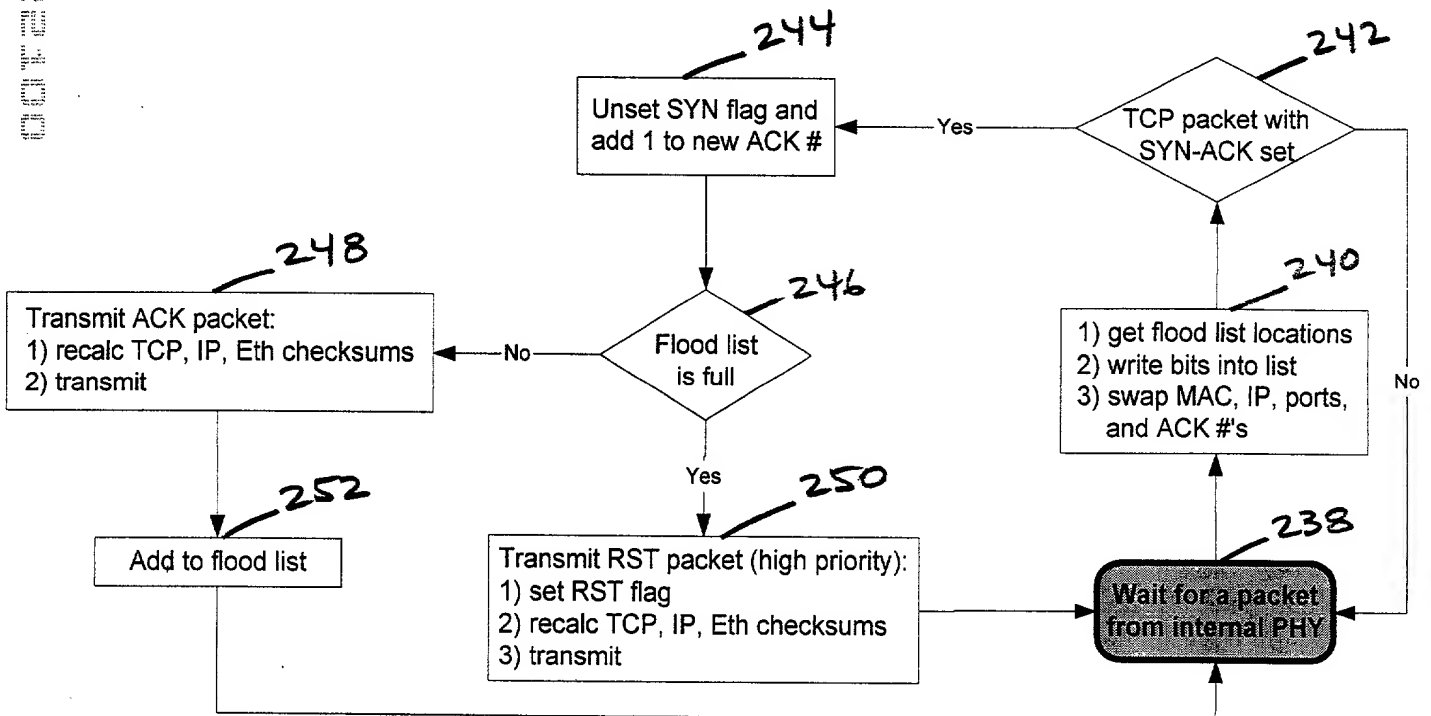 244
242
Unset SYN flag and
add 1 to new ACK #
Yes
TCP packet with
SYN-ACK set
248
246
240
Transmit ACK packet:
1) recalc TCP, IP, Eth checksums
2) transmit
No
Flood list
is full
1) get flood list locations
2) write bits into list
3) swap MAC, IP, ports,
and ACK #'s
No
Yes
252
250
238
Add to flood list
Transmit RST packet (high priority):
1) set RST flag
2) recalc TCP, IP, Eth checksums
3) transmit
Wait for a packet
from internal PHY